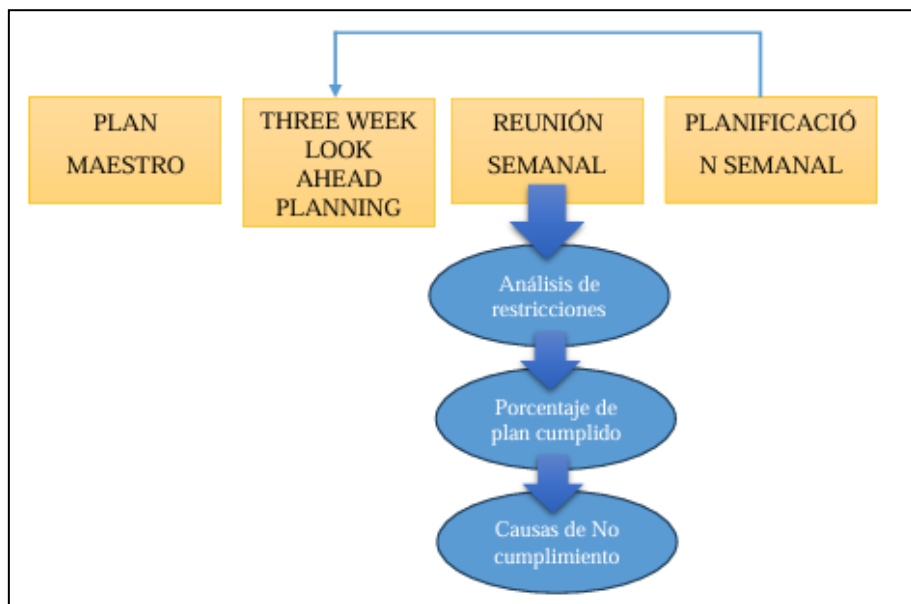 PLAN
MAESTRO
THREE WEEK
LOOK
AHEAD
PLANNING
REUNIÓN
SEMANAL
PLANIFICACIÓ
N SEMANAL
Análisis de
restricciones
Porcentaje de
plan cumplido
Causas de No
cumplimiento